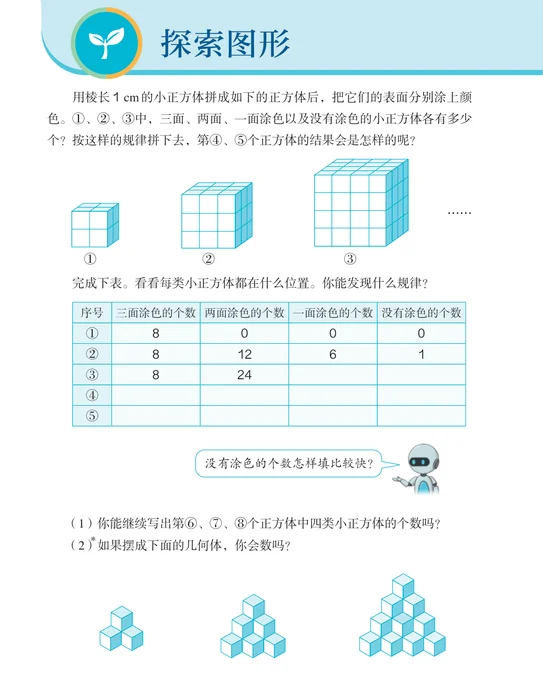 探索图形
用棱长 1 cm 的小正方体拼成如下的正方体后，把它们的表面分别涂上颜
色。①、②、③中，三面、两面、一面涂色以及没有涂色的小正方体各有多少
个？按这样的规律拼下去，第④、⑤个正方体的结果会是怎样的呢？
……
① ② ③
完成下表。看看每类小正方体都在什么位置。你能发现什么规律？
序号 三面涂色的个数 两面涂色的个数 一面涂色的个数 没有涂色的个数
① 8 0 0 0
② 8 12 6 1
③ 8 24
④
⑤
没有涂色的个数怎样填比较快？
（1）你能继续写出第⑥、⑦、⑧个正方体中四类小正方体的个数吗？
（2）*如果摆成下面的几何体，你会数吗？